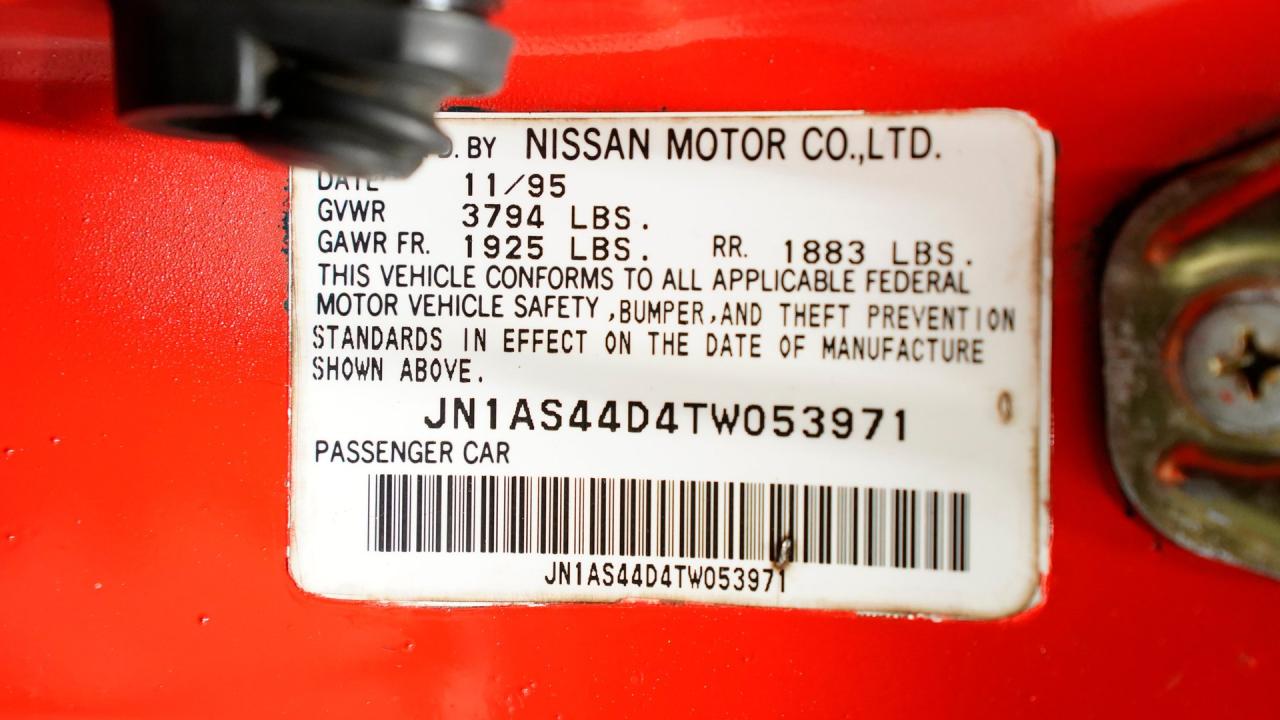 BY NISSAN MOTOR CO.,LTD.
DATE 11/95
GVWR 3794 LBS.
GAWR FR. 1925 LBS. RR. 1883 LBS.
THIS VEHICLE CONFORMS TO ALL APPLICABLE FEDERAL
MOTOR VEHICLE SAFETY ,BUMPER,AND THEFT PREVENTION
STANDARDS IN EFFECT ON THE DATE OF MANUFACTURE
SHOWN ABOVE.
JN1AS44D4TW053971
PASSENGER CAR
JN1AS44D4TW053971